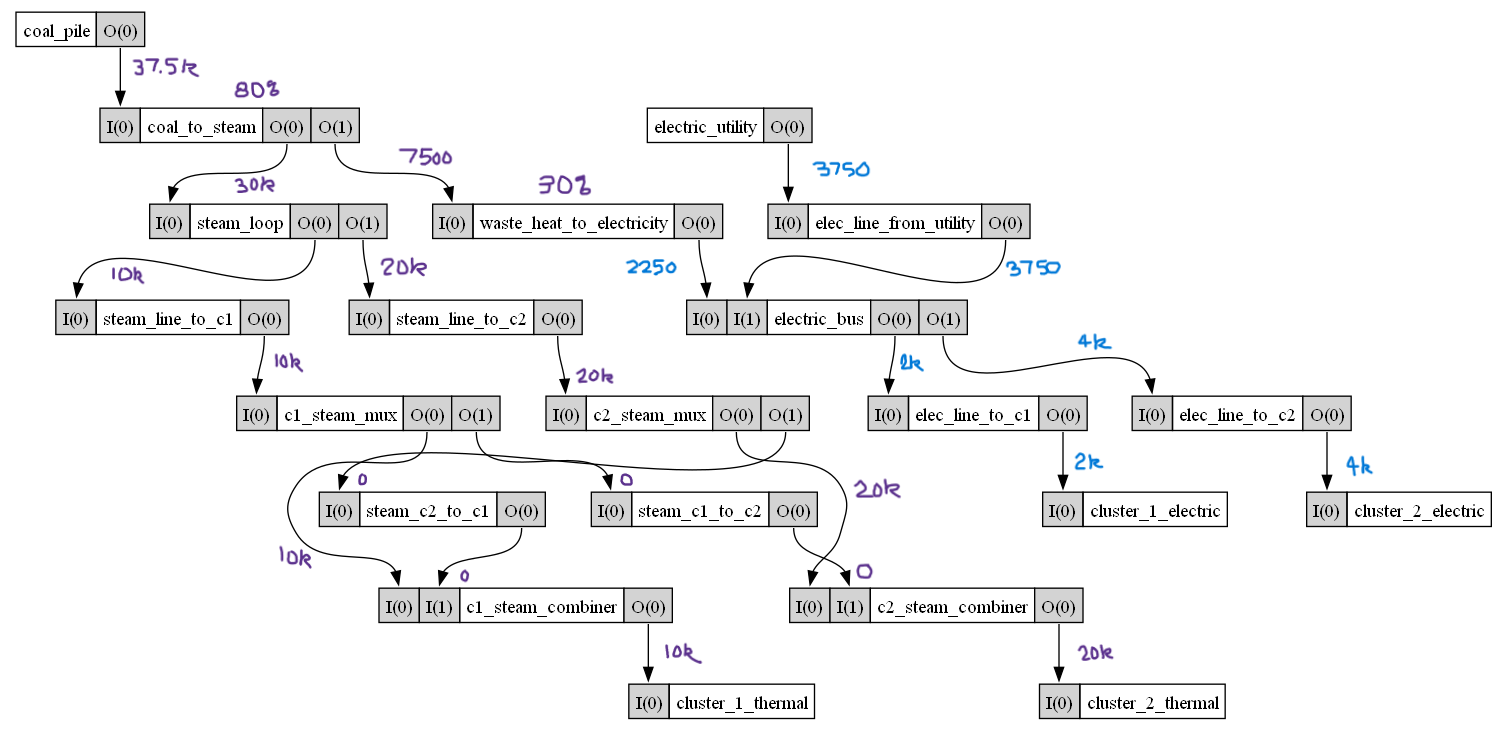 coal_pile O(0)
37.5k
80%
I(0) coal_to_steam O(0) O(1)
electric_utility O(0)
7500
3750
30k
30%
I(0) steam_loop O(0) O(1)
I(0) waste_heat_to_electricity O(0)
I(0) elec_line_from_utility O(0)
10k
20k
2250
3750
I(0) steam_line_to_c1 O(0)
I(0) steam_line_to_c2 O(0)
I(0) I(1) electric_bus O(0) O(1)
10k
20k
2k
4k
I(0) c1_steam_mux O(0) O(1)
I(0) c2_steam_mux O(0) O(1)
I(0) elec_line_to_c1 O(0)
I(0) elec_line_to_c2 O(0)
0
0
20k
2k
4k
I(0) steam_c2_to_c1 O(0)
I(0) steam_c1_to_c2 O(0)
I(0) cluster_1_electric
I(0) cluster_2_electric
10k
0
0
I(0) I(1) c1_steam_combiner O(0)
I(0) I(1) c2_steam_combiner O(0)
10k
20k
I(0) cluster_1_thermal
I(0) cluster_2_thermal